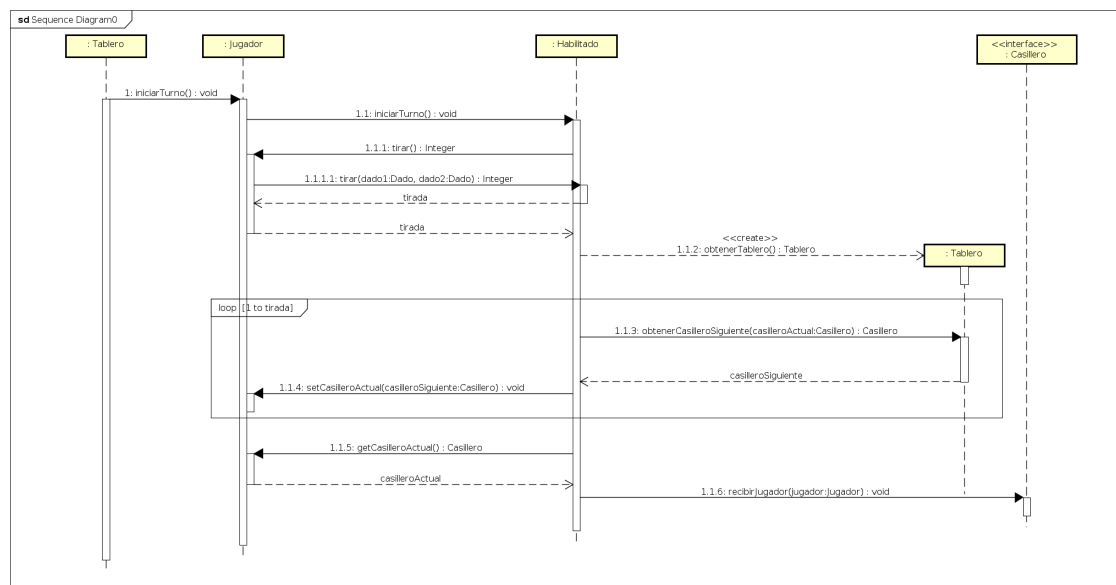 sd Sequence Diagram0
: Tablero
: Jugador
: Habilitado
<<interface>>
: Casillero
1: iniciarTurno() : void
1.1: iniciarTurno() : void
1.1.1: tirar() : Integer
1.1.1.1: tirar(dado1:Dado, dado2:Dado) : Integer
tirada
tirada
<<create>>
1.1.2: obtenerTablero() : Tablero
: Tablero
loop [1 to tirada]
1.1.3: obtenerCasilleroSiguiente(casilleroActual:Casillero) : Casillero
casilleroSiguiente
1.1.4: setCasilleroActual(casilleroSiguiente:Casillero) : void
1.1.5: getCasilleroActual() : Casillero
casilleroActual
1.1.6: recibirJugador(jugador:Jugador) : void